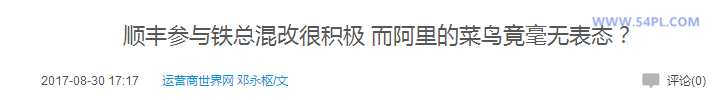 WWW.54PL.COM
顺丰参与铁总混改很积极 而阿里的菜鸟竟毫无表态？
2017-08-30 17:17 运营商世界网 邓永枢/文 评论(0)